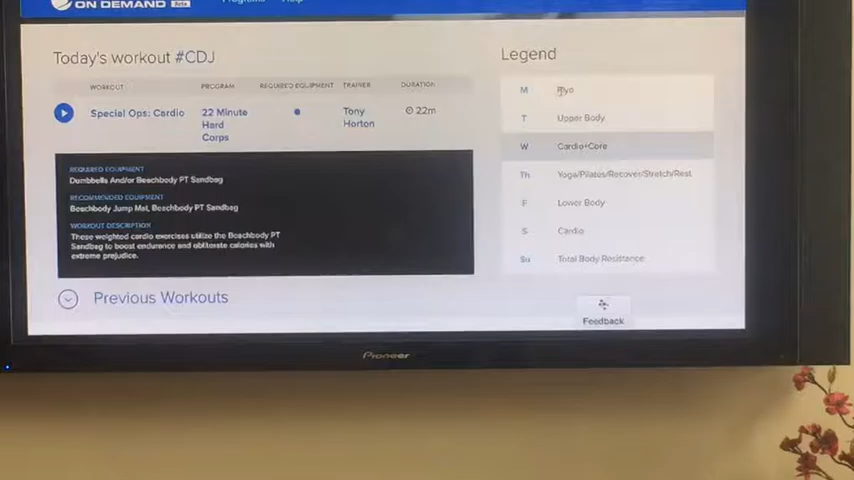 ON DEMAND Beta
Programs Help
Today's workout #CDJ
WORKOUT PROGRAM REQUIRED EQUIPMENT TRAINER DURATION
Special Ops: Cardio 22 Minute Hard Corps Tony Horton 22m
REQUIRED EQUIPMENT
Dumbbells And/or Beachbody PT Sandbag
RECOMMENDED EQUIPMENT
Beachbody Jump Mat, Beachbody PT Sandbag
WORKOUT DESCRIPTION
These weighted cardio exercises utilize the Beachbody PT
Sandbag to boost endurance and obliterate calories with
extreme prejudice.
Previous Workouts
Legend
M Plyo
T Upper Body
W Cardio+Core
Th Yoga/Pilates/Recover/Stretch/Rest
F Lower Body
S Cardio
Su Total Body Resistance
Feedback
Pioneer